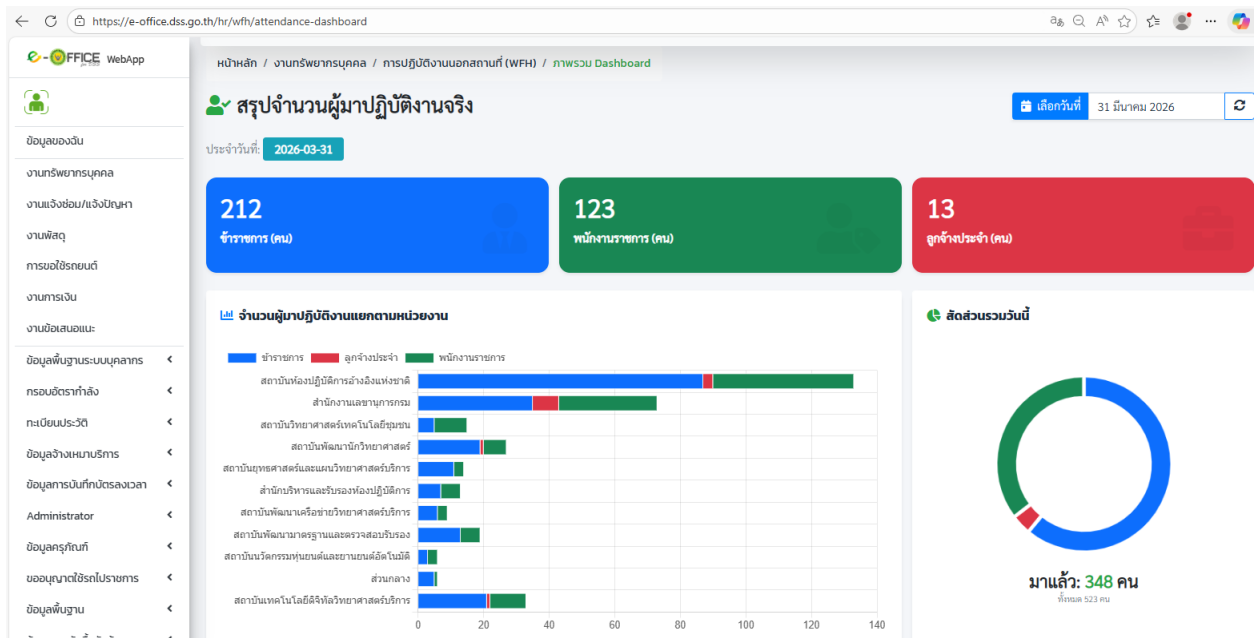 https://e-office.dss.go.th/hr/wfh/attendance-dashboard
e-OFFICE WebApp
หน้าหลัก / งานทรัพยากรบุคคล / การปฏิบัติงานนอกสถานที่ (WFH) / ภาพรวม Dashboard
สรุปจำนวนผู้มาปฏิบัติงานจริง
เลือกวันที่ 31 มีนาคม 2026
ประจำวันที่: 2026-03-31
ข้อมูลของฉัน
งานทรัพยากรบุคคล
งานแจ้งซ่อม/แจ้งปัญหา
งานพัสดุ
การขอใช้รถยนต์
งานการเงิน
งานข้อเสนอแนะ
ข้อมูลพื้นฐานระบบบุคลากร
กรอบอัตรากำลัง
ทะเบียนประวัติ
ข้อมูลจ้างเหมาบริการ
ข้อมูลการบันทึกบัตรลงเวลา
Administrator
ข้อมูลครุภัณฑ์
ขออนุญาตใช้รถไปราชการ
ข้อมูลพื้นฐาน
212
ข้าราชการ (คน)
123
พนักงานราชการ (คน)
13
ลูกจ้างประจำ (คน)
จำนวนผู้มาปฏิบัติงานแยกตามหน่วยงาน
ข้าราชการ ลูกจ้างประจำ พนักงานราชการ
สถาบันห้องปฏิบัติการอ้างอิงแห่งชาติ
สำนักงานเลขานุการกรม
สถาบันวิทยาศาสตร์เทคโนโลยีชุมชน
สถาบันพัฒนานักวิทยาศาสตร์
สถาบันยุทธศาสตร์และแผนวิทยาศาสตร์บริการ
สำนักบริหารและรับรองห้องปฏิบัติการ
สถาบันพัฒนาเครือข่ายวิทยาศาสตร์บริการ
สถาบันพัฒนามาตรฐานและตรวจสอบรับรอง
สถาบันนวัตกรรมหุ่นยนต์และยานยนต์อัตโนมัติ
ส่วนกลาง
สถาบันเทคโนโลยีดิจิทัลวิทยาศาสตร์บริการ
0 20 40 60 80 100 120 140
สัดส่วนรวมวันนี้
มาแล้ว: 348 คน
ทั้งหมด 523 คน